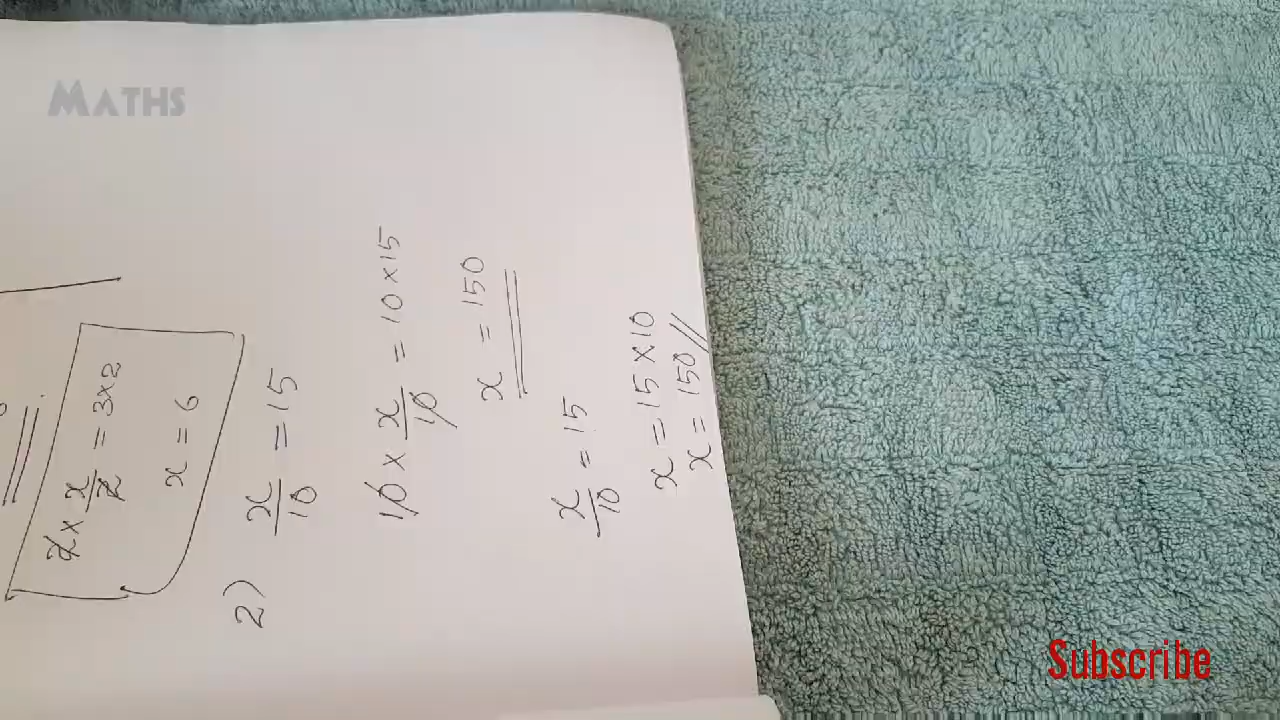 MATHS
2 × x/2 = 3×2
x = 6
2) x/10 = 15
10 × x/10 = 10 × 15
x = 150
x/10 = 15
x = 15 × 10
x = 150 //
Subscribe